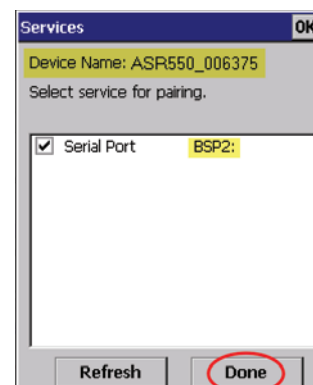 Services OK
Device Name: ASR550_006375
Select service for pairing.
Serial Port BSP2:
Refresh Done